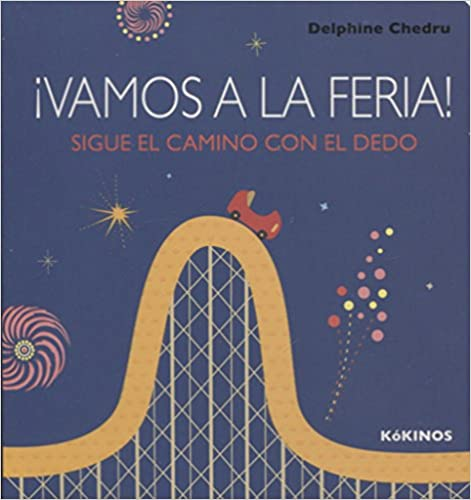 Delphine Chedru
¡VAMOS A LA FERIA!
SIGUE EL CAMINO CON EL DEDO
KóKINOS